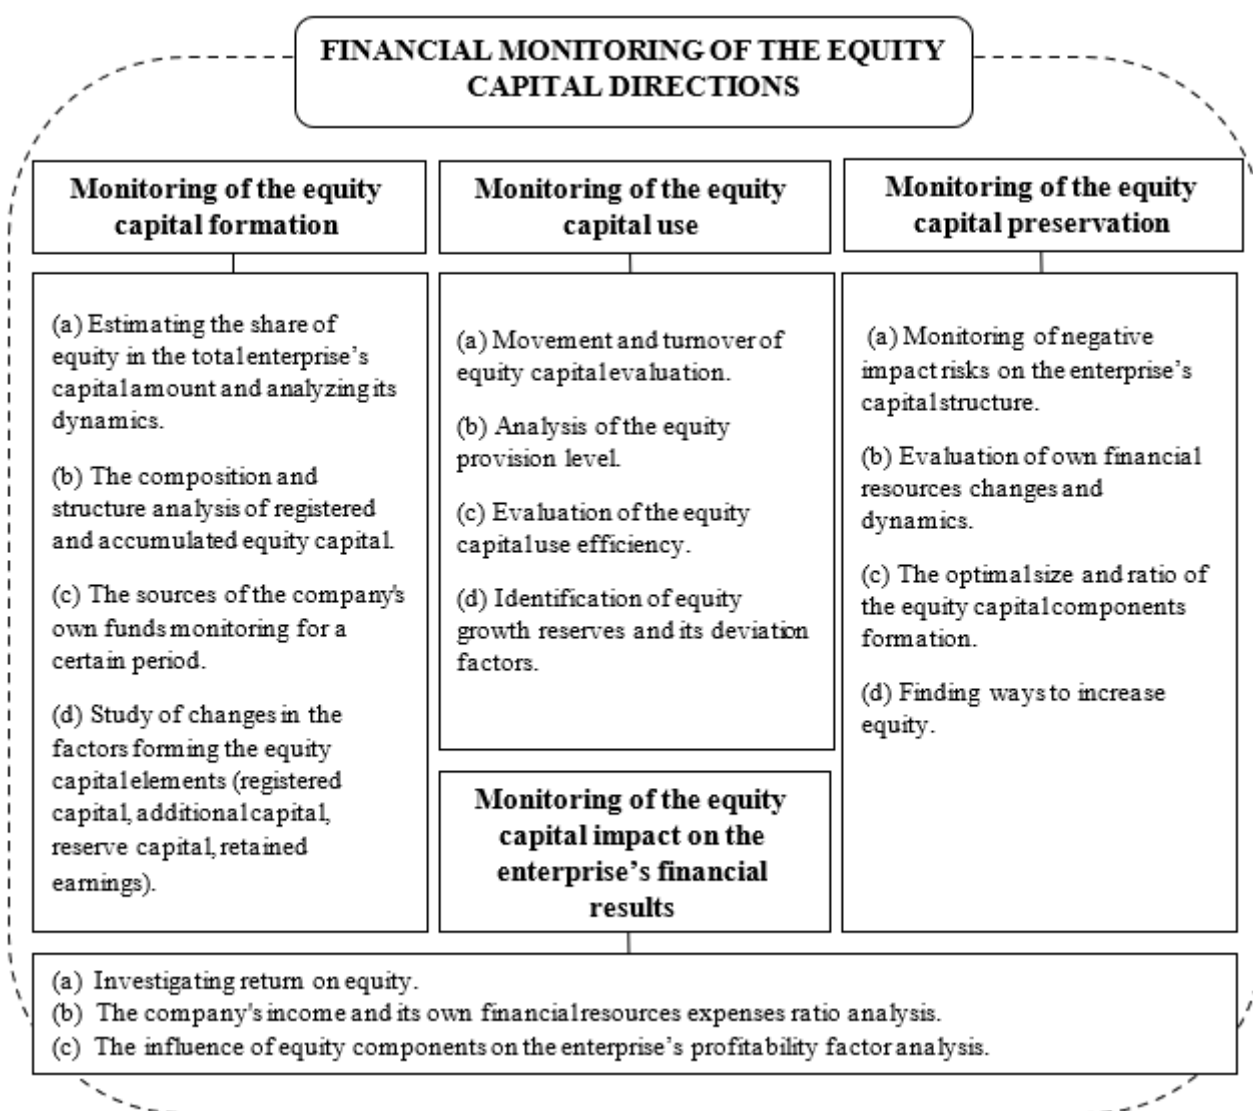 FINANCIAL MONITORING OF THE EQUITY
CAPITAL DIRECTIONS
Monitoring of the equity
capital formation
(a) Estimating the share of
equity in the total enterprise’s
capital amount and analyzing its
dynamics.
(b) The composition and
structure analysis of registered
and accumulated equity capital.
(c) The sources of the company's
own funds monitoring for a
certain period.
(d) Study of changes in the
factors forming the equity
capital elements (registered
capital, additional capital,
reserve capital, retained
earnings).
Monitoring of the equity
capital use
(a) Movement and turnover of
equity capital evaluation.
(b) Analysis of the equity
provision level.
(c) Evaluation of the equity
capital use efficiency.
(d) Identification of equity
growth reserves and its deviation
factors.
Monitoring of the equity
capital preservation
(a) Monitoring of negative
impact risks on the enterprise’s
capital structure.
(b) Evaluation of own financial
resources changes and
dynamics.
(c) The optimal size and ratio of
the equity capital components
formation.
(d) Finding ways to increase
equity.
Monitoring of the equity
capital impact on the
enterprise’s financial
results
(a) Investigating return on equity.
(b) The company's income and its own financial resources expenses ratio analysis.
(c) The influence of equity components on the enterprise’s profitability factor analysis.